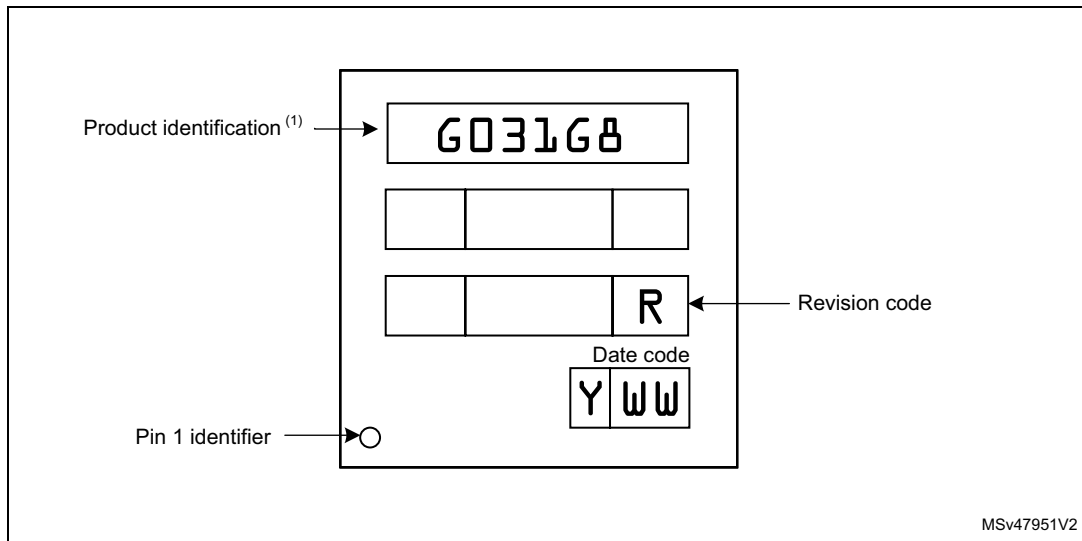 Product identification (1)
G031G8
R
Revision code
Date code
Y WW
Pin 1 identifier
MSv47951V2